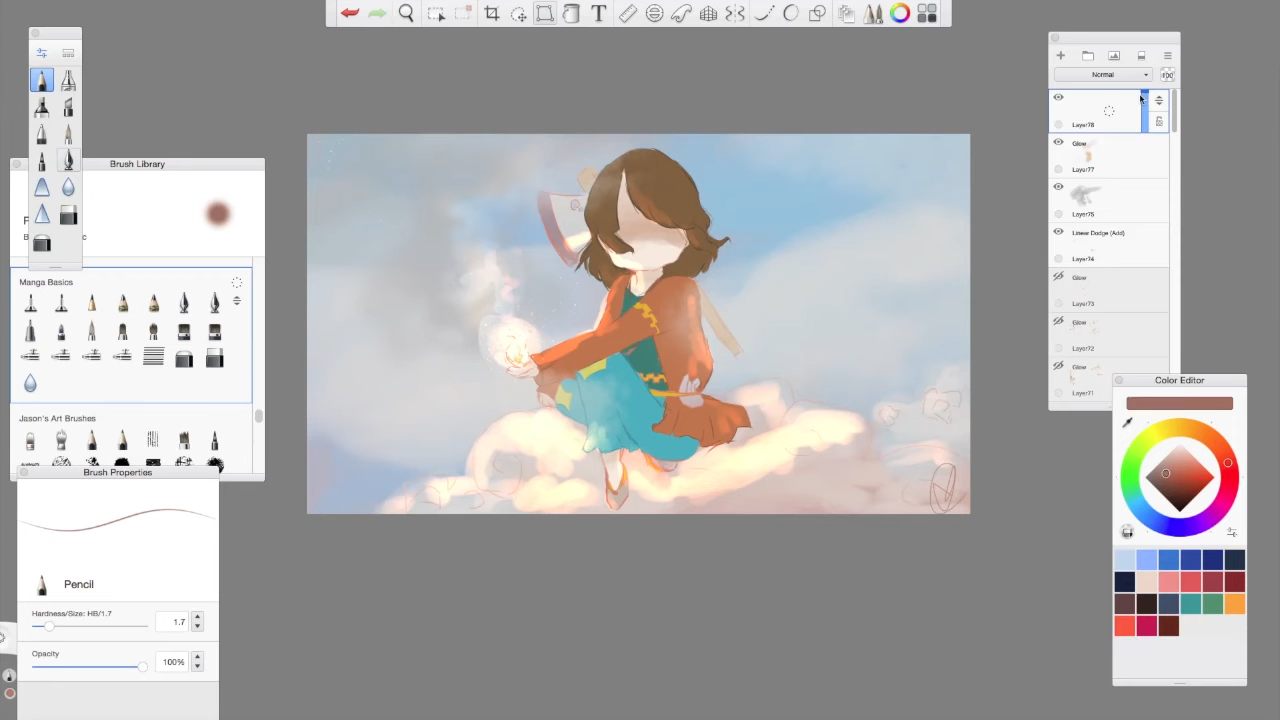 Brush Library
c
Manga Basics
Jason's Art Brushes
Brush Properties
Pencil
Hardness/Size: HB/1.7
1.7
Opacity
100%
T
Normal
100
Layer78
Glow
Layer77
Layer75
Linear Dodge (Add)
Layer74
Glow
Layer73
Glow
Layer72
Glow
Layer71
Color Editor